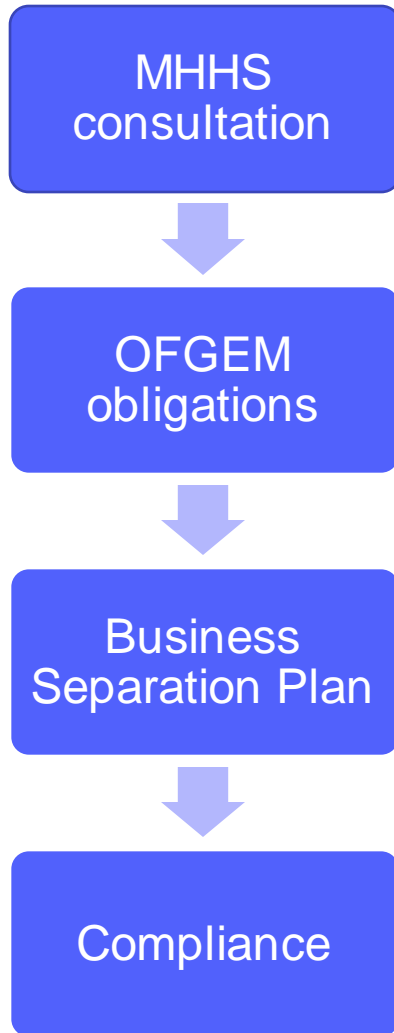 MHHS
consultation
OFGEM
obligations
Business
Separation Plan
Compliance